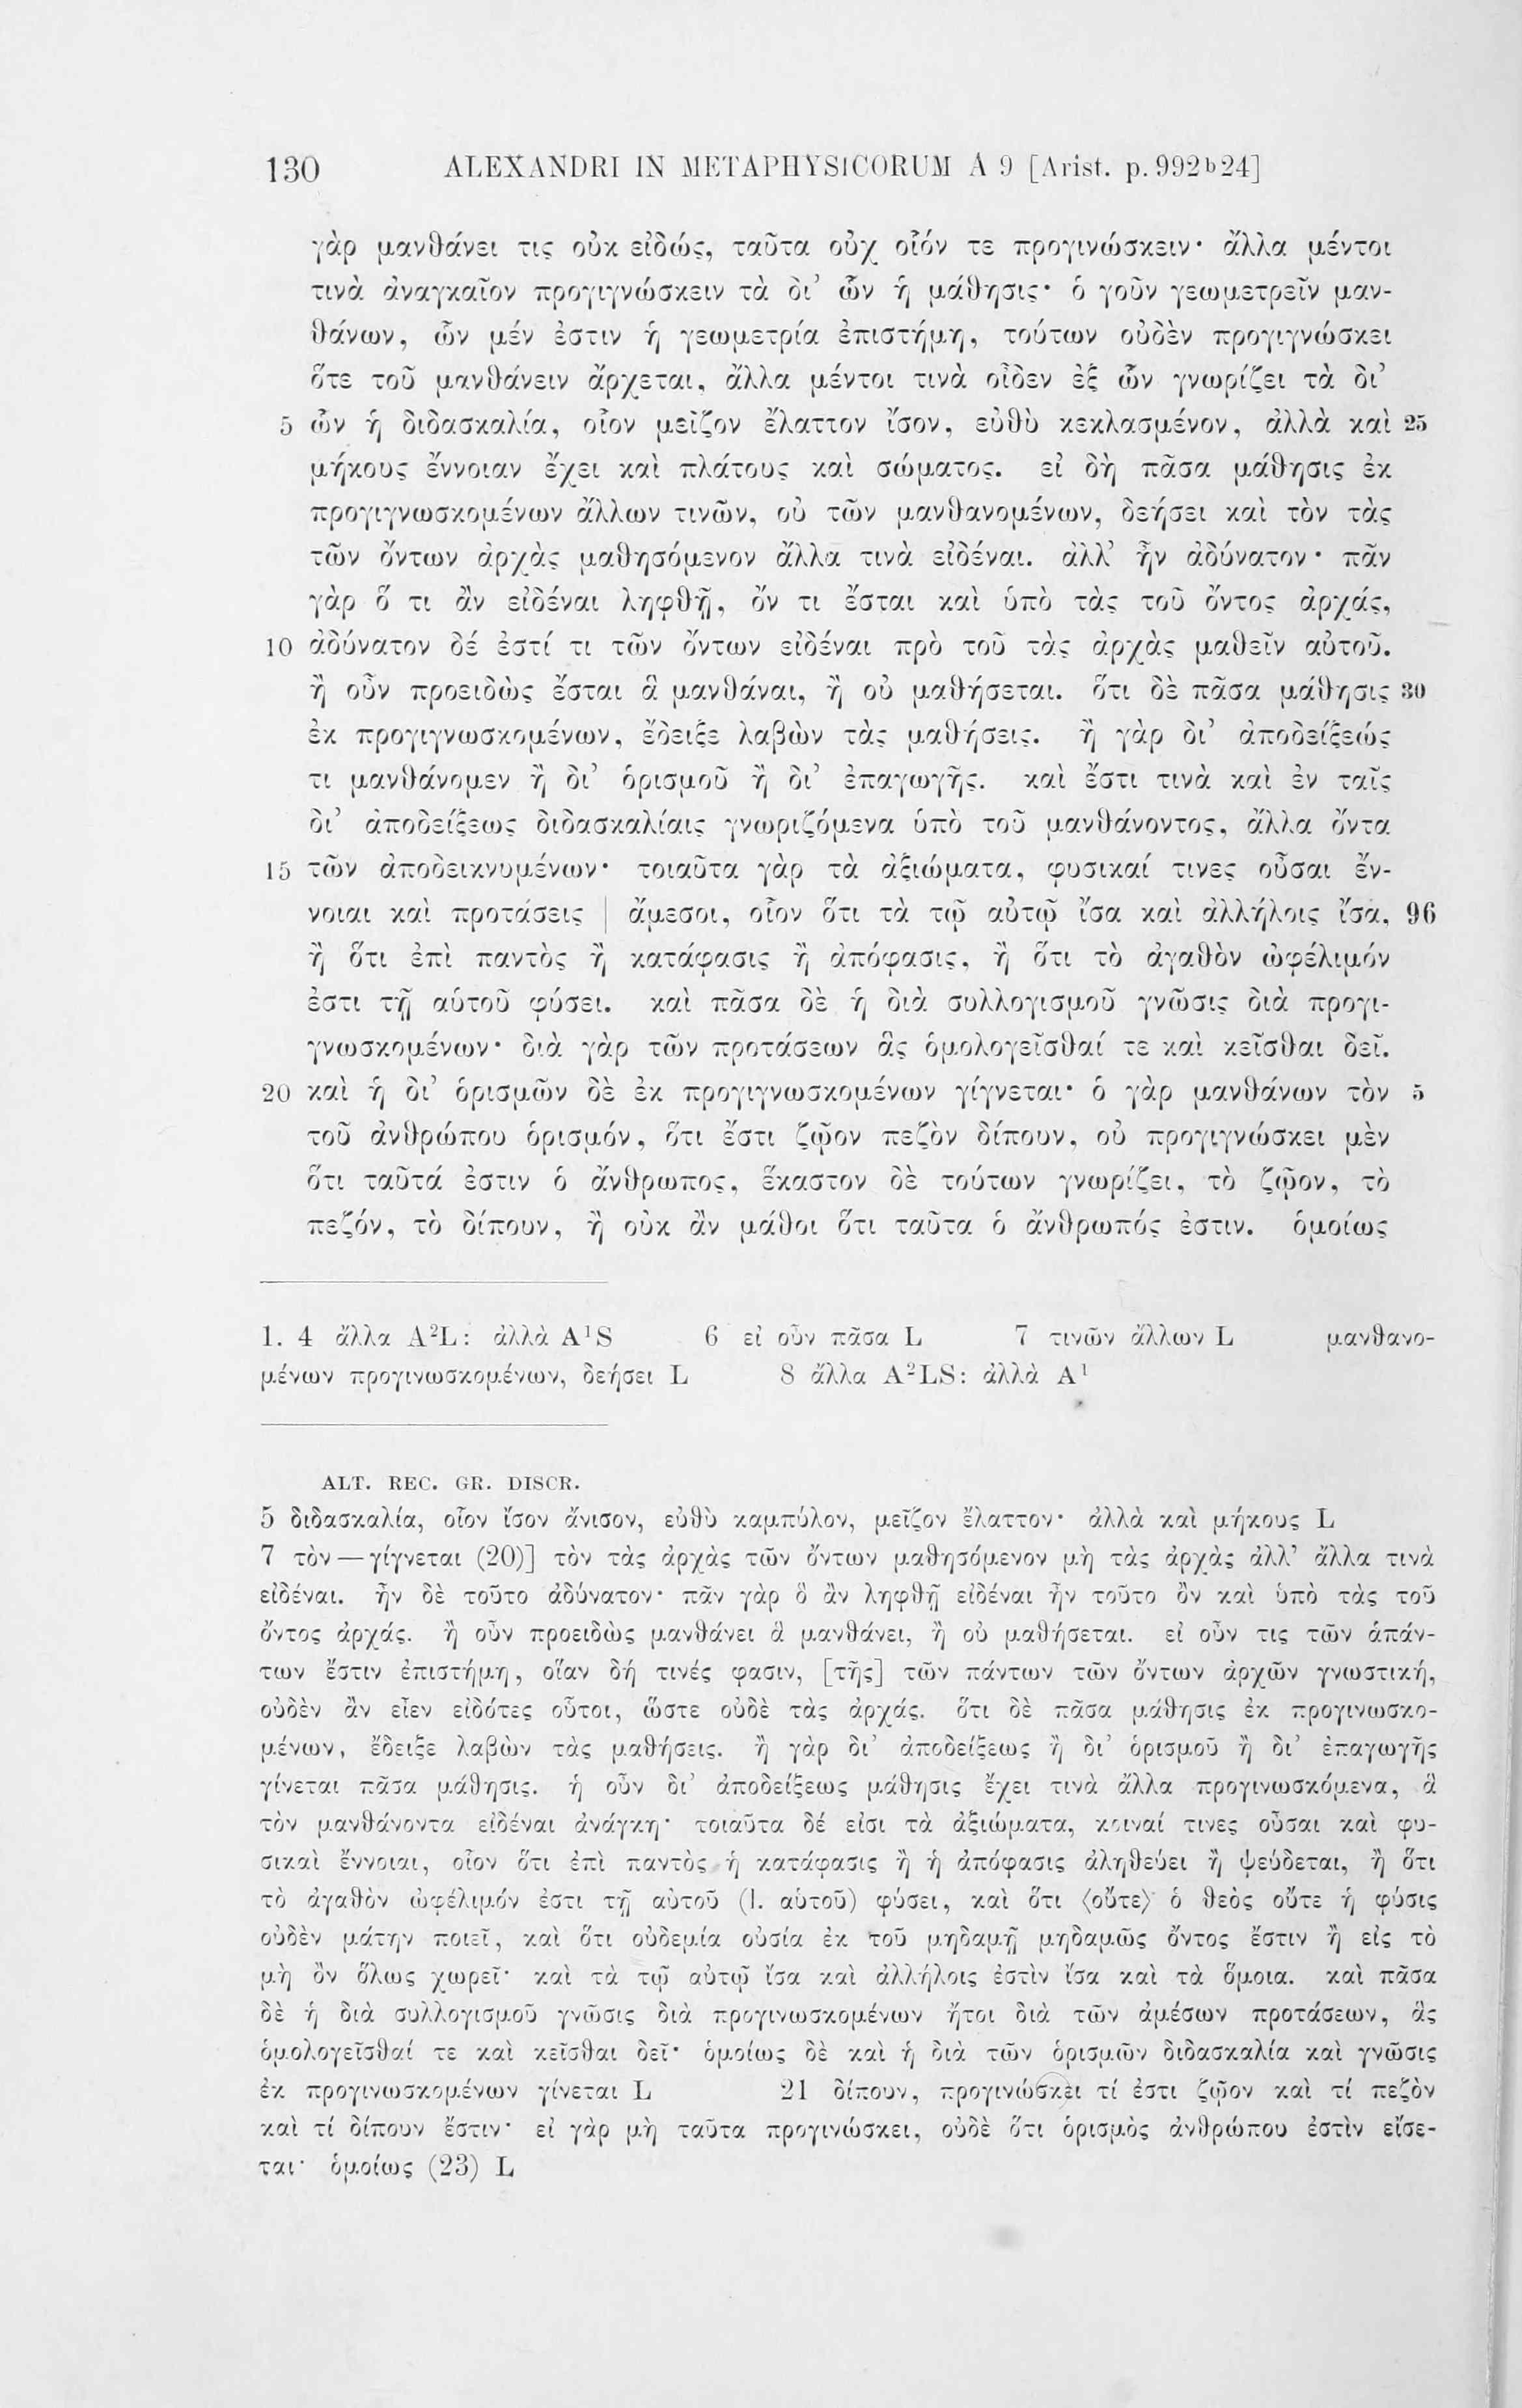 130 ALEXANDRI IN METAPHYSICORUM A 9 [Arist. p. 992b24]
γὰρ μανθάνει τις οὐκ εἰδώς, ταῦτα οὐχ οἷόν τε προγινώσκειν· ἄλλα μέντοι
τινὰ ἀναγκαῖον προγιγνώσκειν τὰ δι’ ὧν ἡ μάθησις· ὁ γοῦν γεωμετρεῖν μαν-
θάνων, ὧν μέν ἐστιν ἡ γεωμετρία ἐπιστήμη, τούτων οὐδὲν προγιγνώσκει
ὅτε τοῦ μανθάνειν ἄρχεται, ἄλλα μέντοι τινὰ οἶδεν ἐξ ὧν γνωρίζει τὰ δι’
5 ὧν ἡ διδασκαλία, οἷον μεῖζον ἔλαττον ἴσον, εὐθὺ κεκλασμένον, ἀλλὰ καὶ 25
μήκους ἔννοιαν ἔχει καὶ πλάτους καὶ σώματος. εἰ δὴ πᾶσα μάθησις ἐκ
προγιγνωσκομένων ἄλλων τινῶν, οὐ τῶν μανθανομένων, δεήσει καὶ τὸν τὰς
τῶν ὄντων ἀρχὰς μαθησόμενον ἄλλα τινὰ εἰδέναι. ἀλλ’ ἦν ἀδύνατον· πᾶν
γὰρ ὅ τι ἂν εἰδέναι ληφθῇ, ὄν τι ἔσται καὶ ὑπὸ τὰς τοῦ ὄντος ἀρχάς,
10 ἀδύνατον δέ ἐστί τι τῶν ὄντων εἰδέναι πρὸ τοῦ τὰς ἀρχὰς μαθεῖν αὐτοῦ.
ἢ οὖν προειδὼς ἔσται ἃ μανθάναι, ἢ οὐ μαθήσεται. ὅτι δὲ πᾶσα μάθησις 30
ἐκ προγιγνωσκομένων, ἔδειξε λαβὼν τὰς μαθήσεις. ἢ γὰρ δι’ ἀποδείξεώς
τι μανθάνομεν ἢ δι’ ὁρισμοῦ ἢ δι’ ἐπαγωγῆς. καὶ ἔστι τινὰ καὶ ἐν ταῖς
δι’ ἀποδείξεως διδασκαλίαις γνωριζόμενα ὑπὸ τοῦ μανθάνοντος, ἄλλα ὄντα
15 τῶν ἀποδεικνυμένων· τοιαῦτα γὰρ τὰ ἀξιώματα, φυσικαί τινες οὖσαι ἔν-
νοιαι καὶ προτάσεις | ἄμεσοι, οἷον ὅτι τὰ τῷ αὐτῷ ἴσα καὶ ἀλλήλοις ἴσα, 96
ἢ ὅτι ἐπὶ παντὸς ἢ κατάφασις ἢ ἀπόφασις, ἢ ὅτι τὸ ἀγαθὸν ὠφέλιμόν
ἐστι τῇ αὑτοῦ φύσει. καὶ πᾶσα δὲ ἡ διὰ συλλογισμοῦ γνῶσις διὰ προγι-
γνωσκομένων· διὰ γὰρ τῶν προτάσεων ἃς ὁμολογεῖσθαί τε καὶ κεῖσθαι δεῖ.
20 καὶ ἡ δι’ ὁρισμῶν δὲ ἐκ προγιγνωσκομένων γίγνεται· ὁ γὰρ μανθάνων τὸν 5
τοῦ ἀνθρώπου ὁρισμόν, ὅτι ἔστι ζῷον πεζὸν δίπουν, οὐ προγιγνώσκει μὲν
ὅτι ταῦτά ἐστιν ὁ ἄνθρωπος, ἕκαστον δὲ τούτων γνωρίζει, τὸ ζῷον, τὸ
πεζόν, τὸ δίπουν, ἢ οὐκ ἂν μάθοι ὅτι ταῦτα ὁ ἄνθρωπός ἐστιν. ὁμοίως
1. 4 ἄλλα A²L: ἀλλὰ A¹S 6 εἰ οὖν πᾶσα L 7 τινῶν ἄλλων L μανθανο-
μένων προγινωσκομένων, δεήσει L 8 ἄλλα A²LS: ἀλλὰ A¹
ALT. REC. GR. DISCR.
5 διδασκαλία, οἷον ἴσον ἄνισον, εὐθὺ καμπύλον, μεῖζον ἔλαττον· ἀλλὰ καὶ μήκους L
7 τὸν — γίγνεται (20)] τὸν τὰς ἀρχὰς τῶν ὄντων μαθησόμενον μὴ τὰς ἀρχὰς ἀλλ’ ἄλλα τινὰ
εἰδέναι. ἦν δὲ τοῦτο ἀδύνατον· πᾶν γὰρ ὃ ἂν ληφθῇ εἰδέναι ἦν τοῦτο ὂν καὶ ὑπὸ τὰς τοῦ
ὄντος ἀρχάς. ἢ οὖν προειδὼς μανθάνει ἃ μανθάνει, ἢ οὐ μαθήσεται. εἰ οὖν τις τῶν ἁπάν-
των ἔστιν ἐπιστήμη, οἵαν δή τινές φασιν, [τῆς] τῶν πάντων τῶν ὄντων ἀρχῶν γνωστική,
οὐδὲν ἂν εἶεν εἰδότες οὗτοι, ὥστε οὐδὲ τὰς ἀρχάς. ὅτι δὲ πᾶσα μάθησις ἐκ προγινωσκο-
μένων, ἔδειξε λαβὼν τὰς μαθήσεις. ἢ γὰρ δι’ ἀποδείξεως ἢ δι’ ὁρισμοῦ ἢ δι’ ἐπαγωγῆς
γίνεται πᾶσα μάθησις. ἡ οὖν δι’ ἀποδείξεως μάθησις ἔχει τινὰ ἄλλα προγινωσκόμενα, ἃ
τὸν μανθάνοντα εἰδέναι ἀνάγκη· τοιαῦτα δέ εἰσι τὰ ἀξιώματα, κοιναί τινες οὖσαι καὶ φυ-
σικαὶ ἔννοιαι, οἷον ὅτι ἐπὶ παντὸς ἡ κατάφασις ἢ ἡ ἀπόφασις ἀληθεύει ἢ ψεύδεται, ἢ ὅτι
τὸ ἀγαθὸν ὠφέλιμόν ἐστι τῇ αὐτοῦ (l. αὑτοῦ) φύσει, καὶ ὅτι ⟨οὔτε⟩ ὁ θεὸς οὔτε ἡ φύσις
οὐδὲν μάτην ποιεῖ, καὶ ὅτι οὐδεμία οὐσία ἐκ τοῦ μηδαμῇ μηδαμῶς ὄντος ἔστιν ἢ εἰς τὸ
μὴ ὂν ὅλως χωρεῖ· καὶ τὰ τῷ αὐτῷ ἴσα καὶ ἀλλήλοις ἐστὶν ἴσα καὶ τὰ ὅμοια. καὶ πᾶσα
δὲ ἡ διὰ συλλογισμοῦ γνῶσις διὰ προγινωσκομένων ἤτοι διὰ τῶν ἀμέσων προτάσεων, ἃς
ὁμολογεῖσθαί τε καὶ κεῖσθαι δεῖ· ὁμοίως δὲ καὶ ἡ διὰ τῶν ὁρισμῶν διδασκαλία καὶ γνῶσις
ἐκ προγινωσκομένων γίνεται L 21 δίπουν, προγινώσκει τί ἐστι ζῷον καὶ τί πεζὸν
καὶ τί δίπουν ἔστιν· εἰ γὰρ μὴ ταῦτα προγινώσκει, οὐδὲ ὅτι ὁρισμὸς ἀνθρώπου ἐστὶν εἴσε-
ται· ὁμοίως (23) L